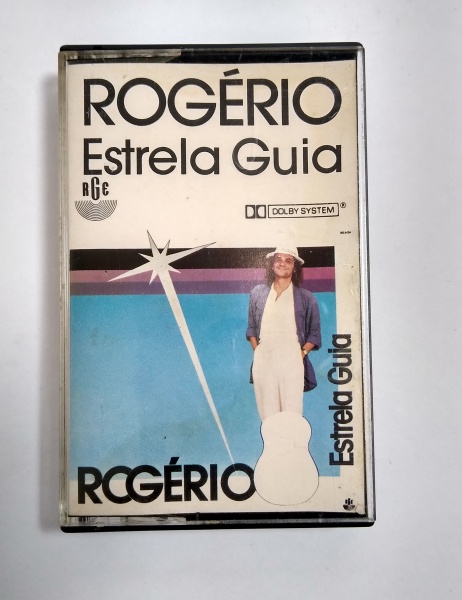 ROGÉRIO
Estrela Guia
RGE
DOLBY SYSTEM ®
Estrela Guia
ROGÉRIO